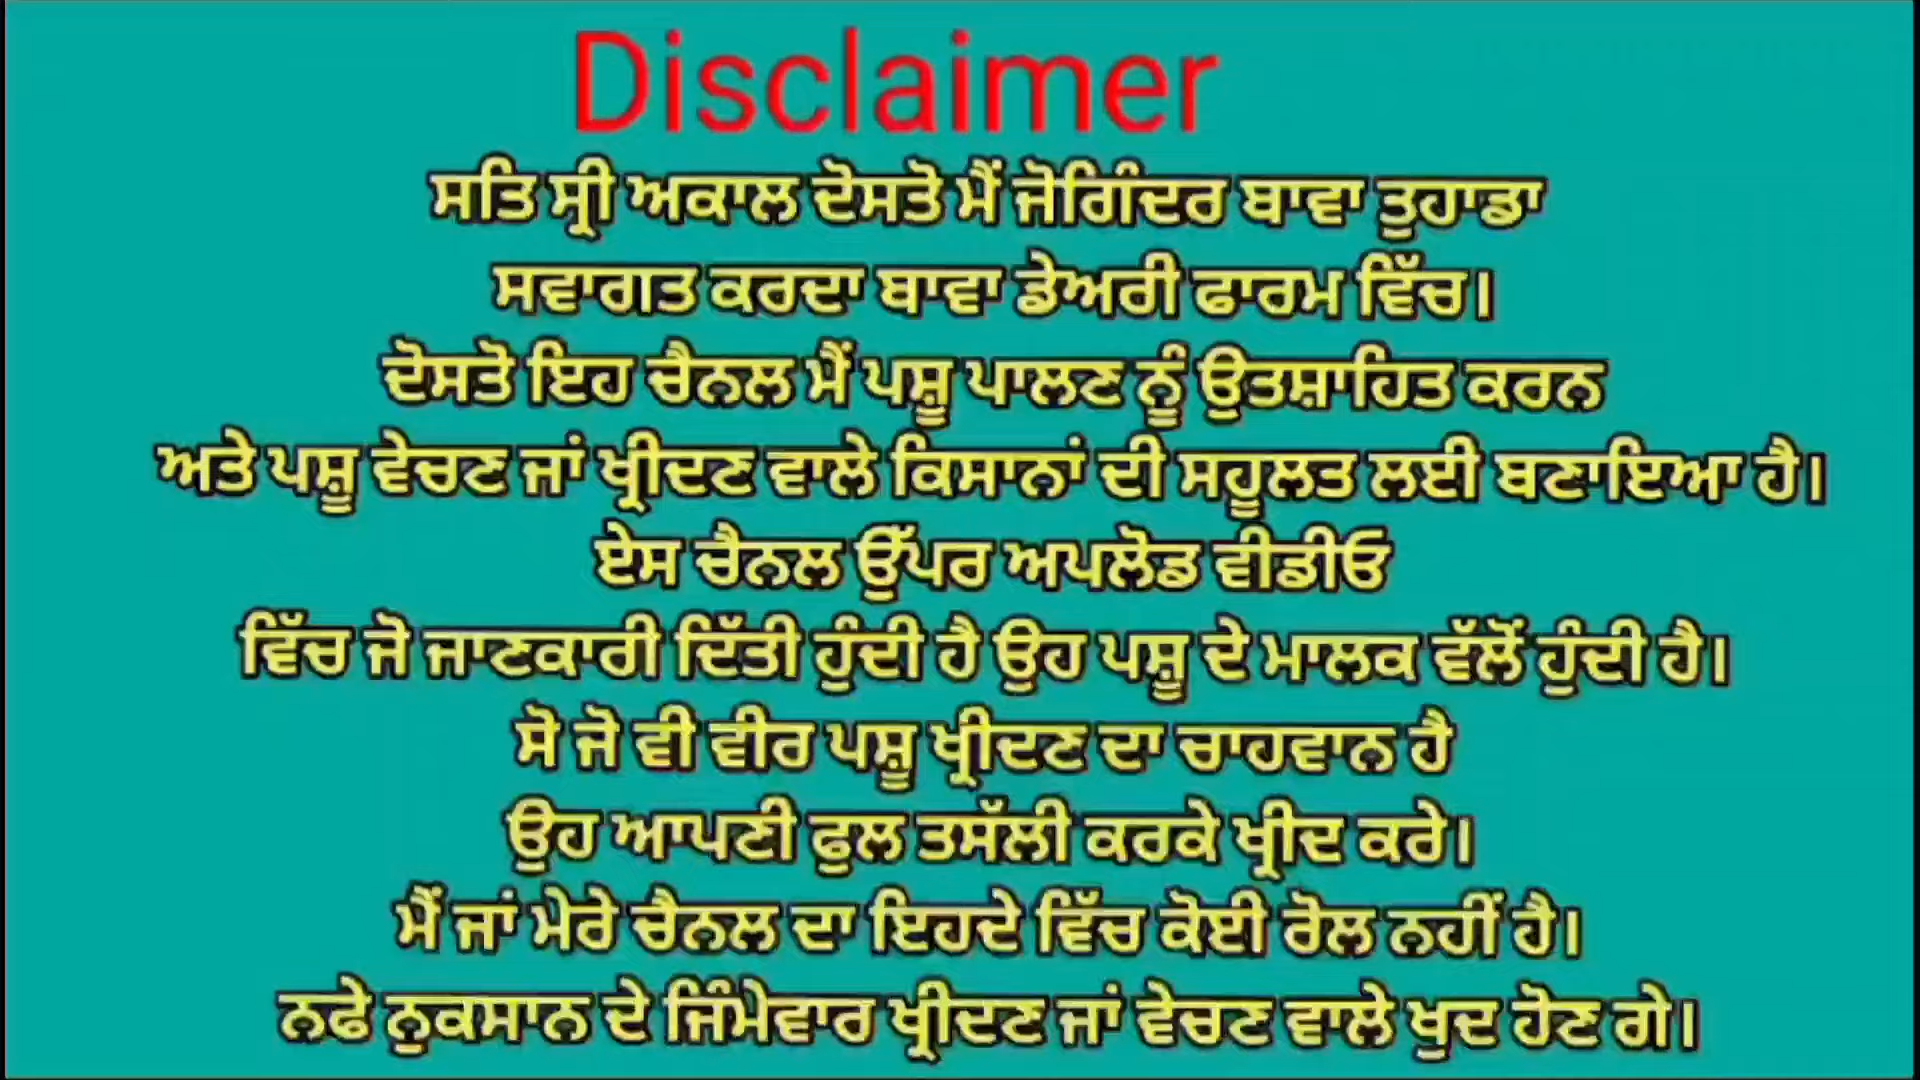 Disclaimer
ਸਤਿ ਸ੍ਰੀ ਅਕਾਲ ਦੋਸਤੋ ਮੈਂ ਜੋਗਿੰਦਰ ਬਾਵਾ ਤੁਹਾਡਾ
ਸਵਾਗਤ ਕਰਦਾ ਬਾਵਾ ਡੇਅਰੀ ਫਾਰਮ ਵਿੱਚ।
ਦੋਸਤੋ ਇਹ ਚੈਨਲ ਮੈਂ ਪਸ਼ੂ ਪਾਲਣ ਨੂੰ ਉਤਸ਼ਾਹਿਤ ਕਰਨ
ਅਤੇ ਪਸ਼ੂ ਵੇਚਣ ਜਾਂ ਖ੍ਰੀਦਣ ਵਾਲੇ ਕਿਸਾਨਾਂ ਦੀ ਸਹੂਲਤ ਲਈ ਬਣਾਇਆ ਹੈ।
ਏਸ ਚੈਨਲ ਉੱਪਰ ਅਪਲੋਡ ਵੀਡੀਓ
ਵਿੱਚ ਜੋ ਜਾਣਕਾਰੀ ਦਿੱਤੀ ਹੁੰਦੀ ਹੈ ਉਹ ਪਸ਼ੂ ਦੇ ਮਾਲਕ ਵੱਲੋਂ ਹੁੰਦੀ ਹੈ।
ਸੋ ਜੋ ਵੀ ਵੀਰ ਪਸ਼ੂ ਖ੍ਰੀਦਣ ਦਾ ਚਾਹਵਾਨ ਹੈ
ਉਹ ਆਪਣੀ ਫੁਲ ਤਸੱਲੀ ਕਰਕੇ ਖ੍ਰੀਦ ਕਰੇ।
ਮੈਂ ਜਾਂ ਮੇਰੇ ਚੈਨਲ ਦਾ ਇਹਦੇ ਵਿੱਚ ਕੋਈ ਰੋਲ ਨਹੀਂ ਹੈ।
ਨਫੇ ਨੁਕਸਾਨ ਦੇ ਜਿੰਮੇਵਾਰ ਖ੍ਰੀਦਣ ਜਾਂ ਵੇਚਣ ਵਾਲੇ ਖੁਦ ਹੋਣ ਗੇ।